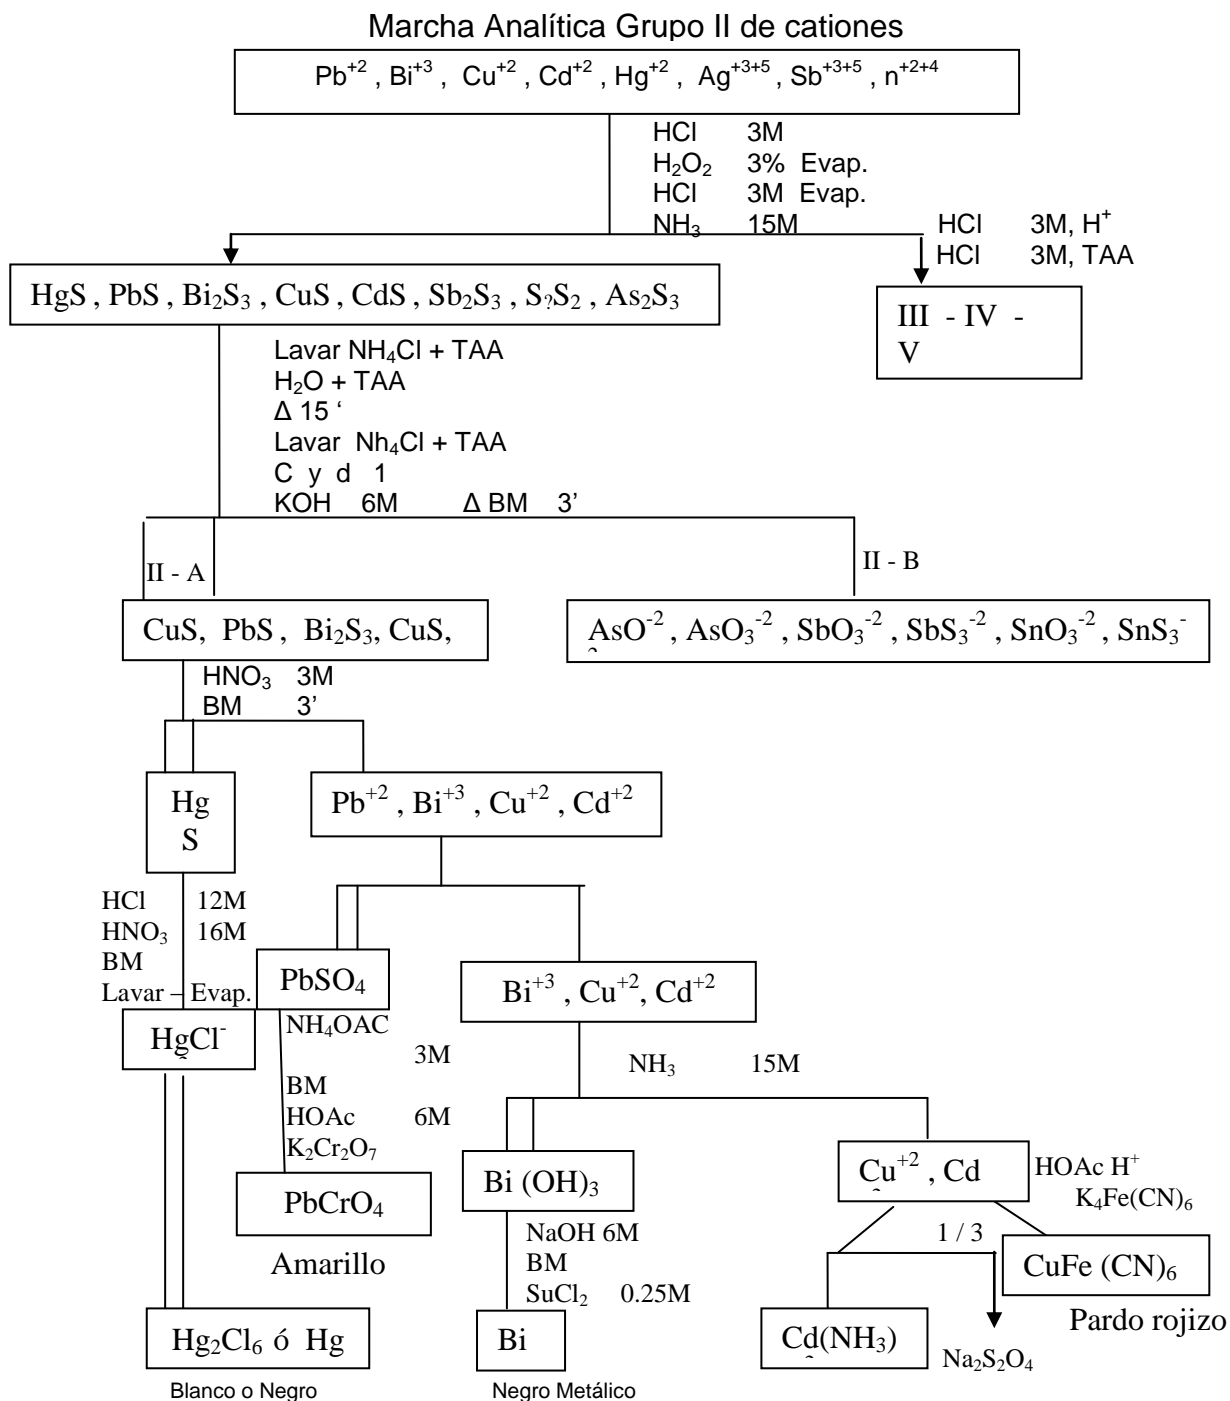 Marcha Analítica Grupo II de cationes
Pb+2 , Bi+3 , Cu+2 , Cd+2 , Hg+2 , Ag+3+5 , Sb+3+5 , n+2+4
HCl 3M
H2O2 3% Evap.
HCl 3M Evap.
NH3 15M
HCl 3M, H+
HCl 3M, TAA
HgS , PbS , Bi2S3 , CuS , CdS , Sb2S3 , S?S2 , As2S3
III - IV -
V
Lavar NH4Cl + TAA
H2O + TAA
Δ 15 ‘
Lavar Nh4Cl + TAA
C y d 1
KOH 6M Δ BM 3’
II - A
II - B
CuS, PbS , Bi2S3, CuS,
AsO-2 , AsO3-2 , SbO3-2 , SbS3-2 , SnO3-2 , SnS3-
HNO3 3M
BM 3’
Hg
S
Pb+2 , Bi+3 , Cu+2 , Cd+2
HCl 12M
HNO3 16M
BM
Lavar – Evap.
PbSO4
Bi+3 , Cu+2, Cd+2
HgCl-
NH4OAC
3M
BM
HOAc 6M
K2Cr2O7
NH3 15M
PbCrO4
Amarillo
Bi (OH)3
Cu+2 , Cd
HOAc H+
K4Fe(CN)6
NaOH 6M
BM
SuCl2 0.25M
1 / 3
CuFe (CN)6
Pardo rojizo
Hg2Cl6 ó Hg
Blanco o Negro
Bi
Negro Metálico
Cd(NH3)
Na2S2O4